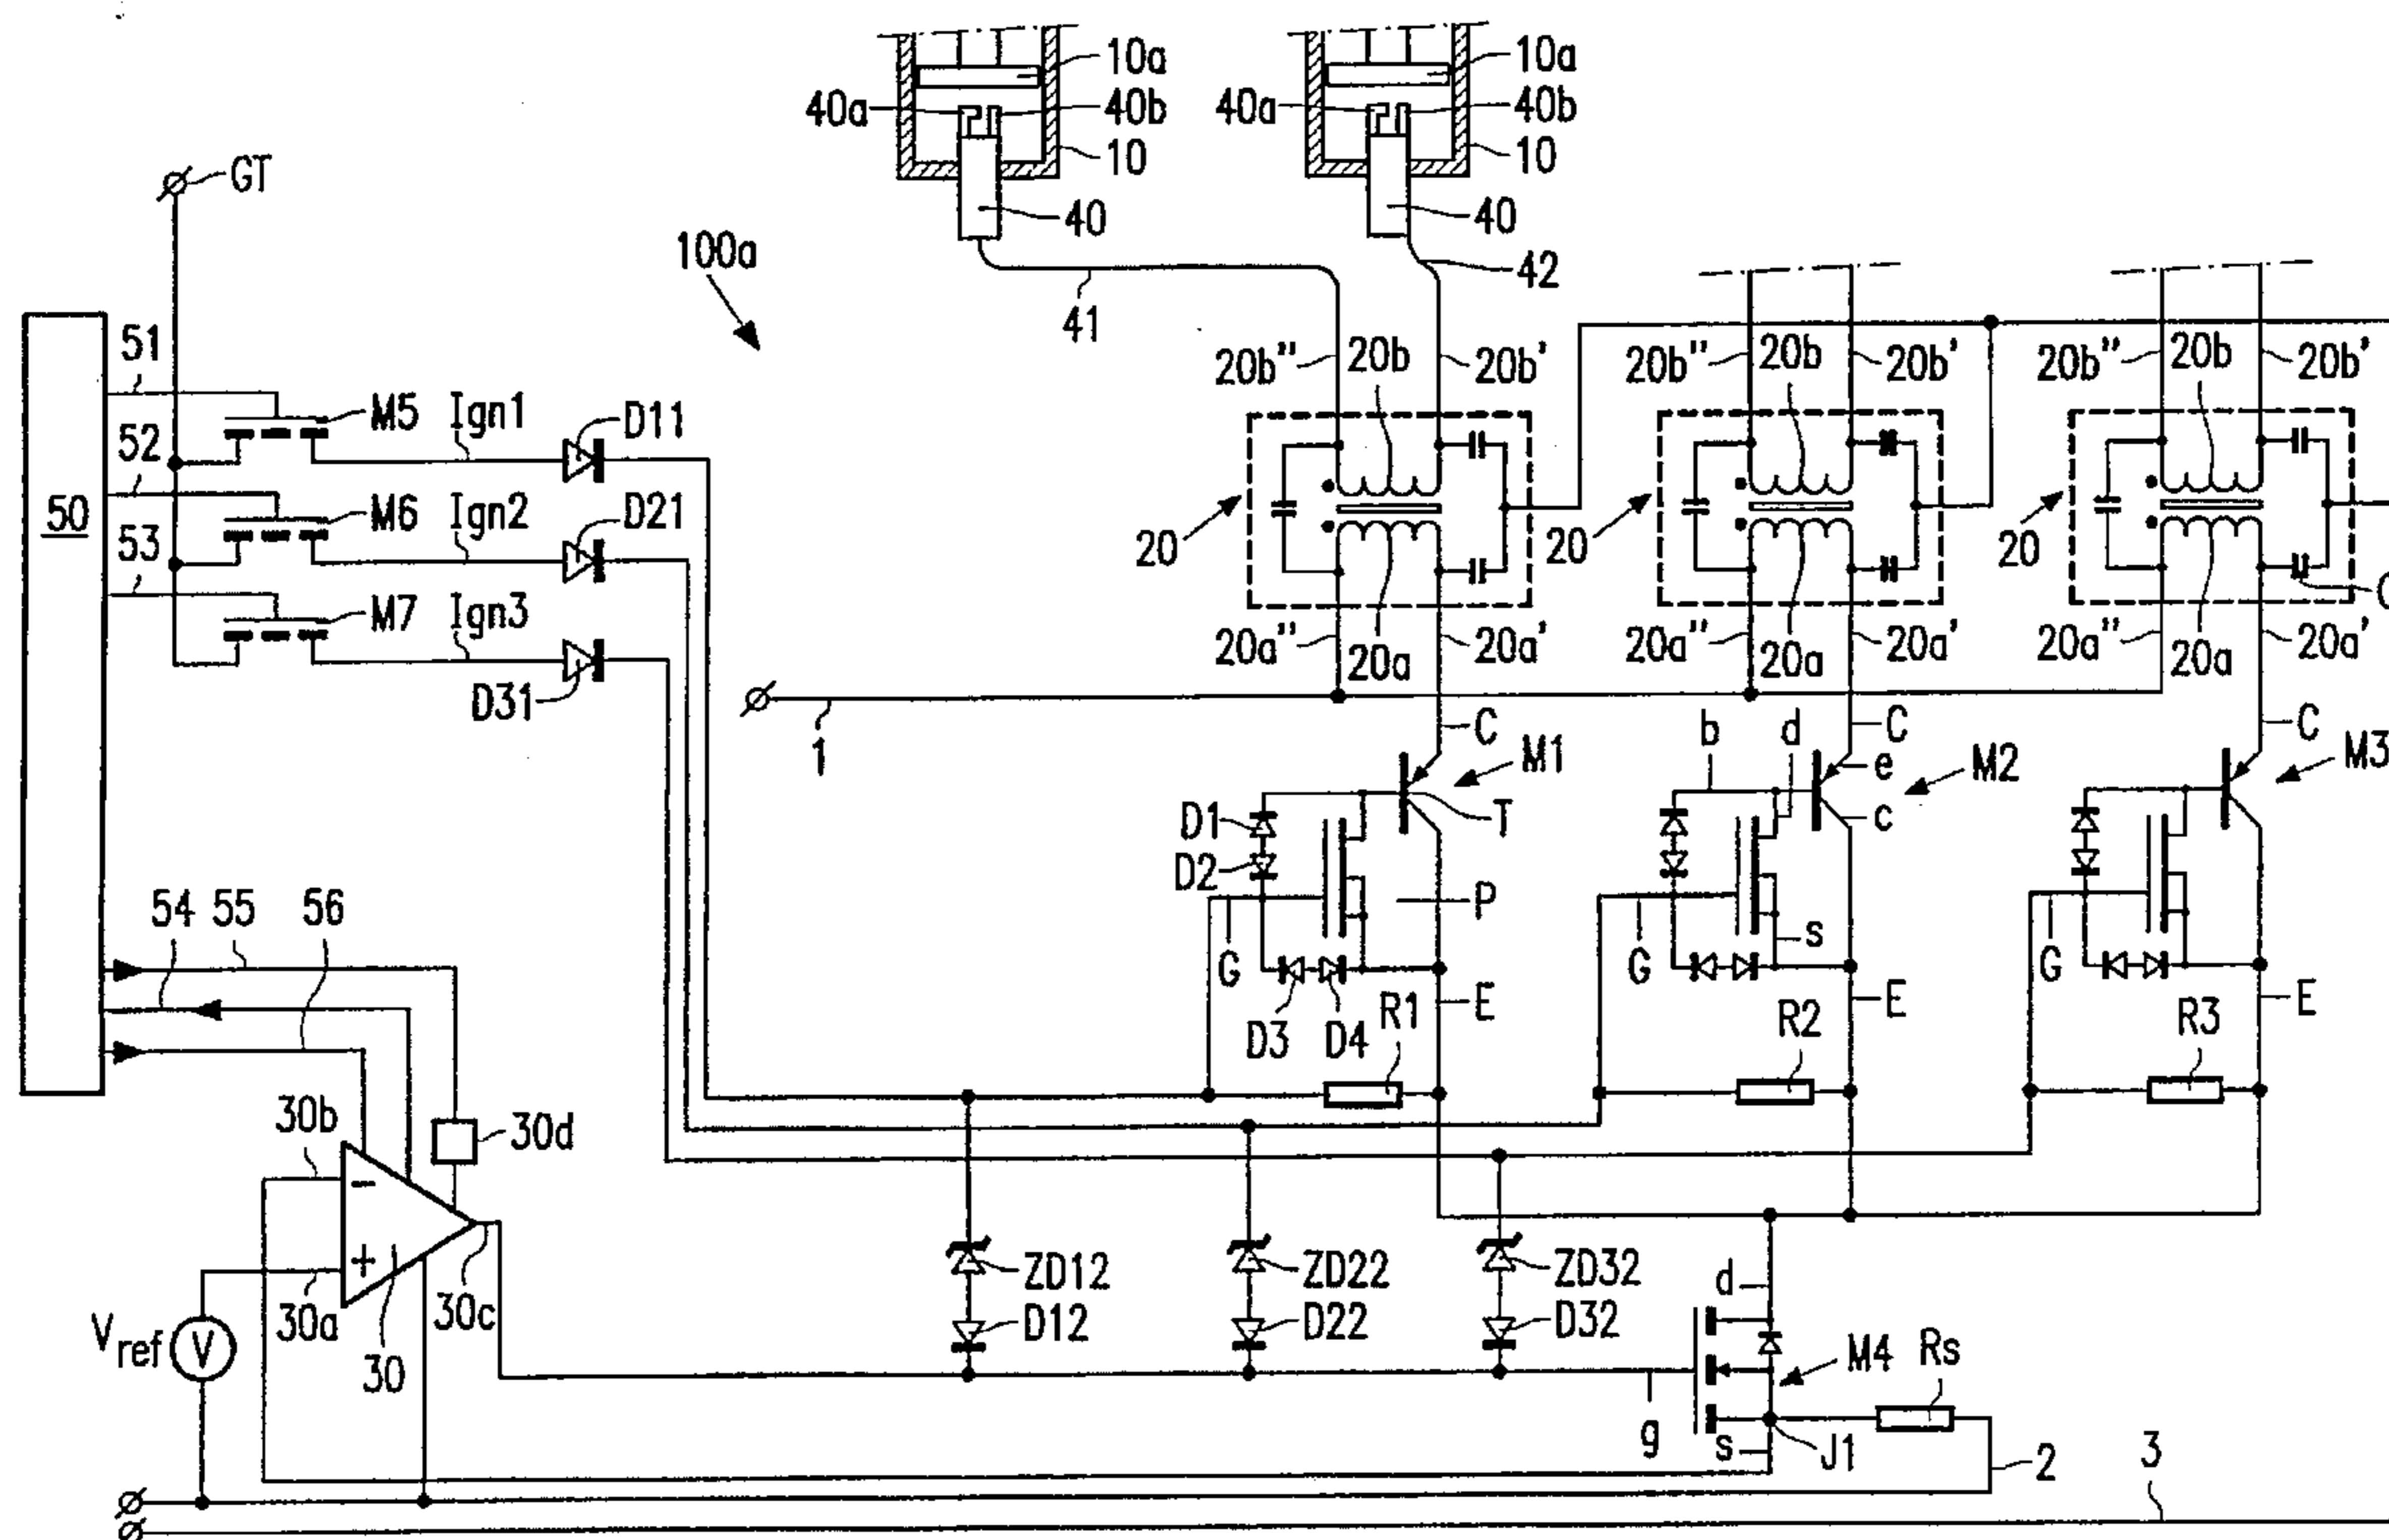 10a
10a
40a
40b
40a
40b
10
10
GT
40
40
100a
42
41
51
20b"
20b
20b'
20b"
20b
20b'
20b"
20b
20b'
M5
Ign1
D11
52
50
M6
Ign2
D21
53
20
20
20
M7
Ign3
D31
20a"
20a
20a'
20a"
20a
20a'
20a"
20a
20a'
1
C
M1
b
d
C
e
M2
C
M3
D1
T
c
D2
P
54
55
56
G
s
G
G
E
E
E
D3
D4
R1
R2
R3
30b
30d
-
+
ZD12
ZD22
ZD32
30a
30c
d
Vref
V
30
D12
D22
D32
M4
Rs
g
s
J1
2
3